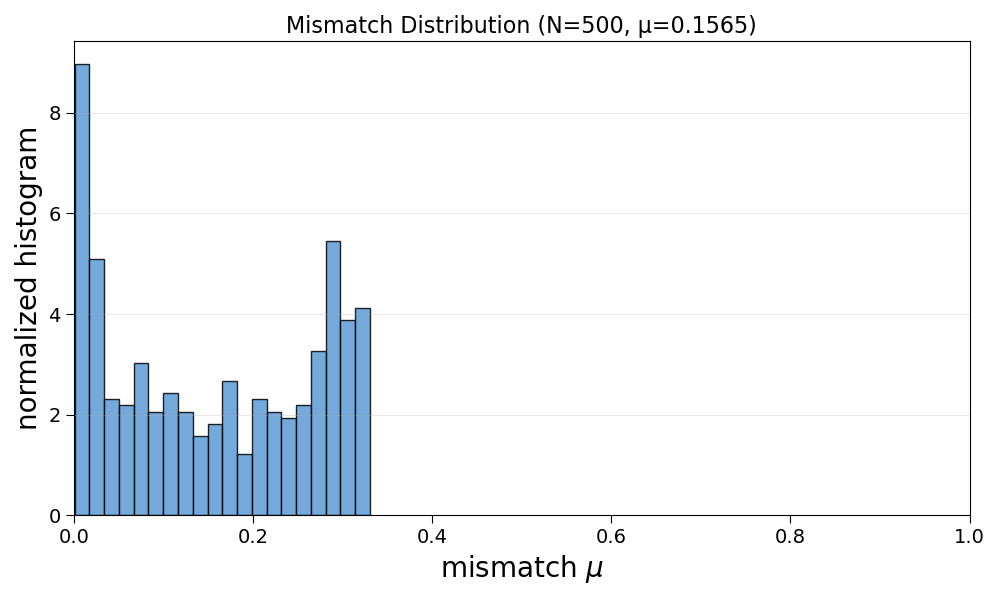 Mismatch Distribution (N=500, μ=0.1565)
normalized histogram
8
6
4
2
0
0.0 0.2 0.4 0.6 0.8 1.0
mismatch μ